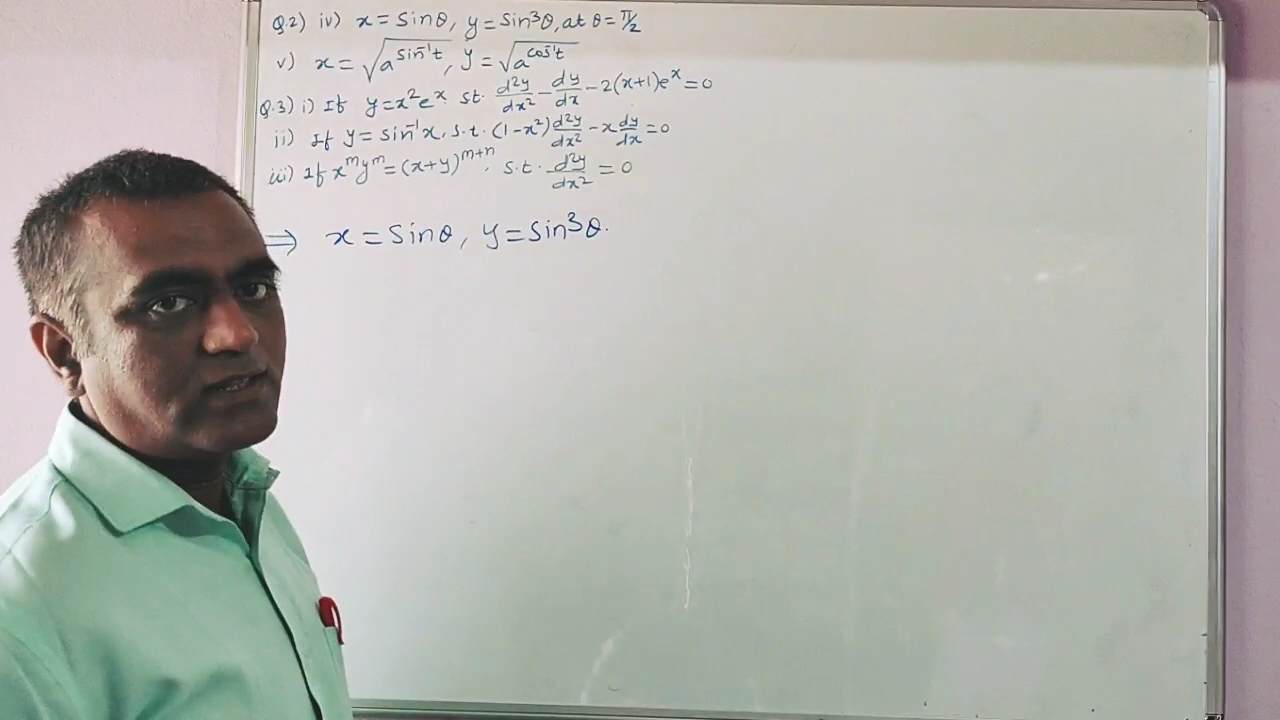 Q.2) iv) x = sinθ, y = sin³θ, at θ = π/2
v) x = √(a^(sin⁻¹t)), y = √(a^(cos⁻¹t))
Q.3) i) If y = x²eˣ s.t. d²y/dx² - dy/dx - 2(x+1)eˣ = 0
ii) If y = sin⁻¹x, s.t. (1-x²) d²y/dx² - x dy/dx = 0
iii) If xᵐyᵐ = (x+y)ᵐ⁺ⁿ, s.t. d²y/dx² = 0
⇒ x = sinθ, y = sin³θ.